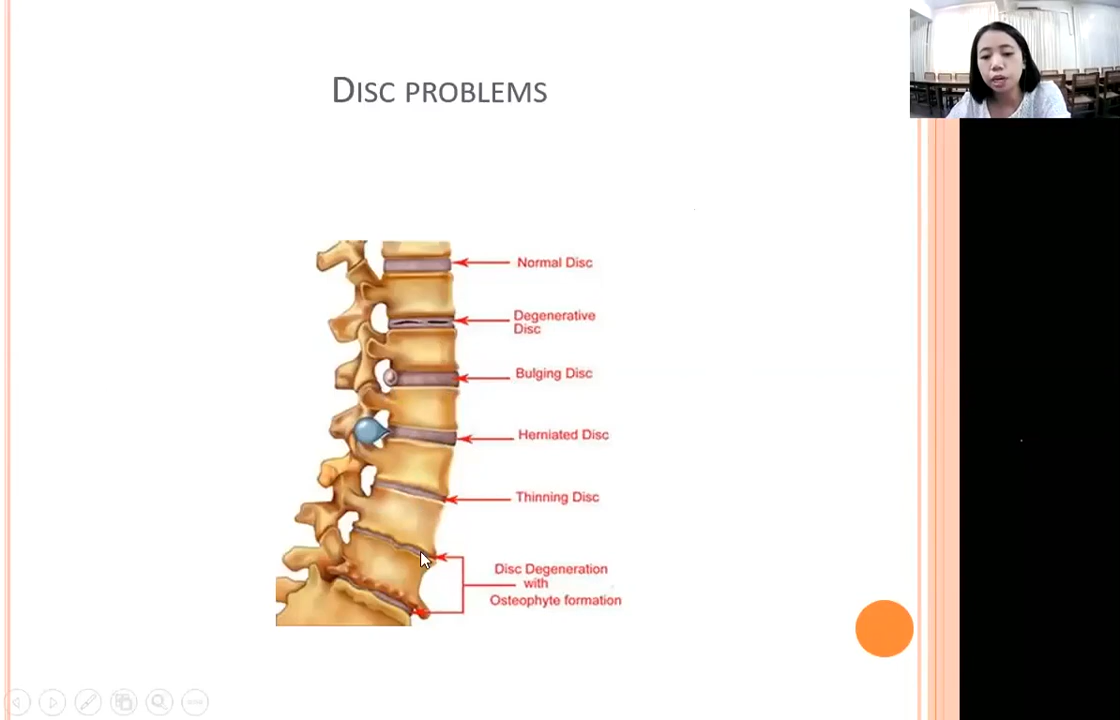 DISC PROBLEMS
Normal Disc
Degenerative
Disc
Bulging Disc
Herniated Disc
Thinning Disc
Disc Degeneration
with
Osteophyte formation